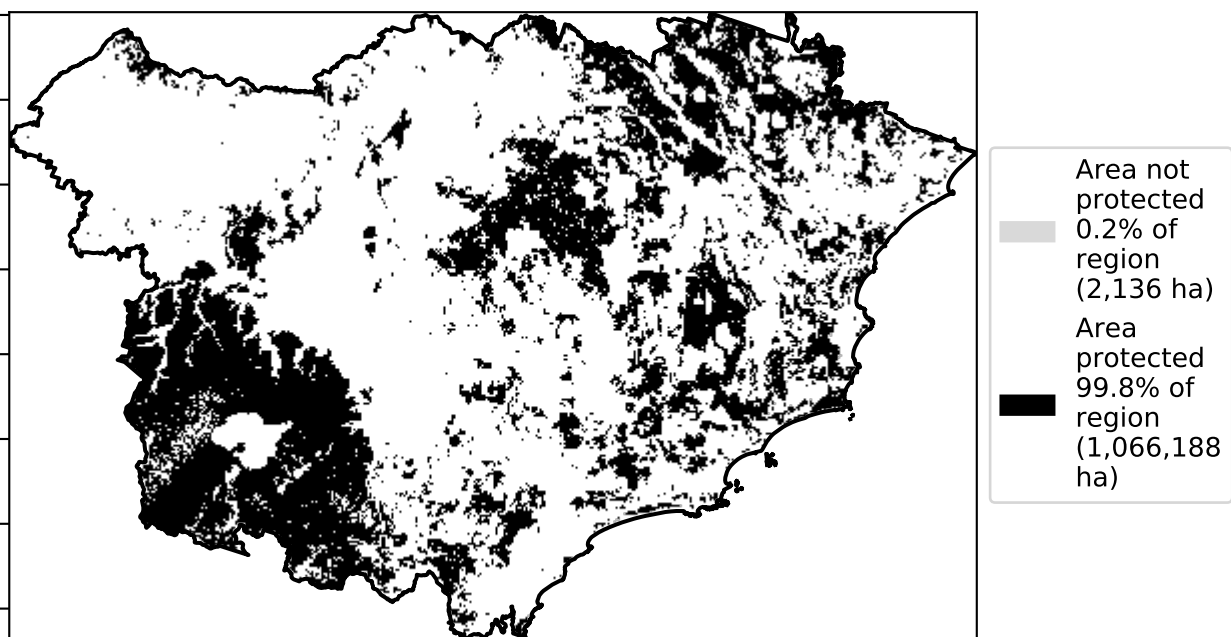 Area not
protected
0.2% of
region
(2,136 ha)
Area
protected
99.8% of
region
(1,066,188
ha)